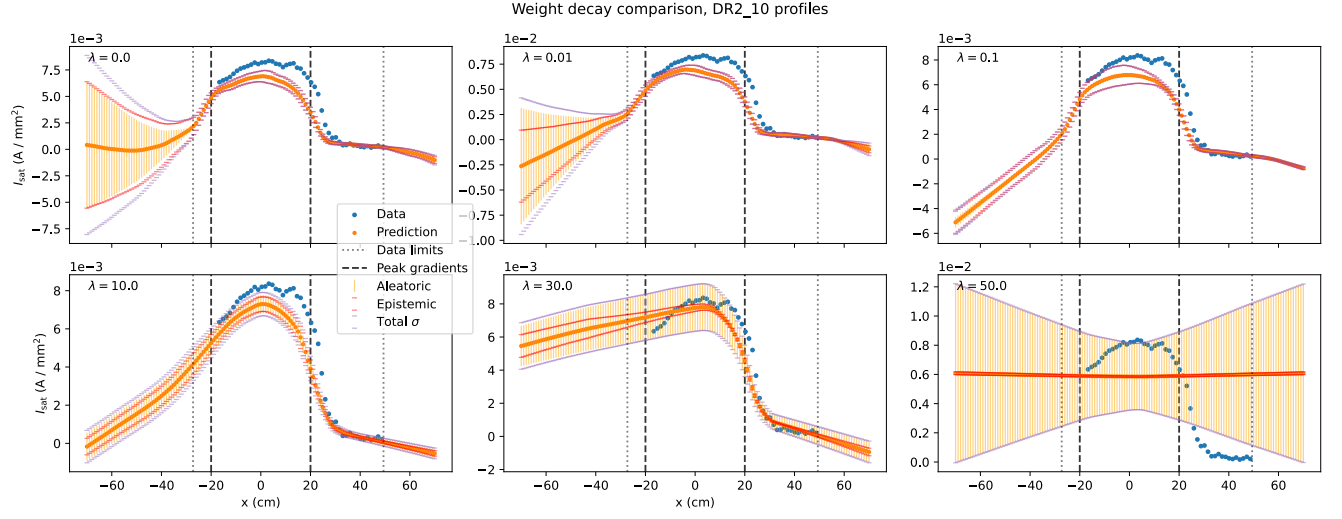 Weight decay comparison, DR2_10 profiles
1e−3
λ = 0.0
7.5
5.0
2.5
0.0
−2.5
−5.0
−7.5
I_sat (A / mm²)
1e−2
λ = 0.01
0.75
0.50
0.25
0.00
−0.25
−0.50
−0.75
−1.00
1e−3
λ = 0.1
8
6
4
2
0
−2
−4
−6
Data
Prediction
Data limits
Peak gradients
Aleatoric
Epistemic
Total σ
1e−3
λ = 10.0
8
6
4
2
0
I_sat (A / mm²)
−60 −40 −20 0 20 40 60
x (cm)
1e−3
λ = 30.0
8
6
4
2
0
−2
−60 −40 −20 0 20 40 60
x (cm)
1e−2
λ = 50.0
1.2
1.0
0.8
0.6
0.4
0.2
0.0
−60 −40 −20 0 20 40 60
x (cm)